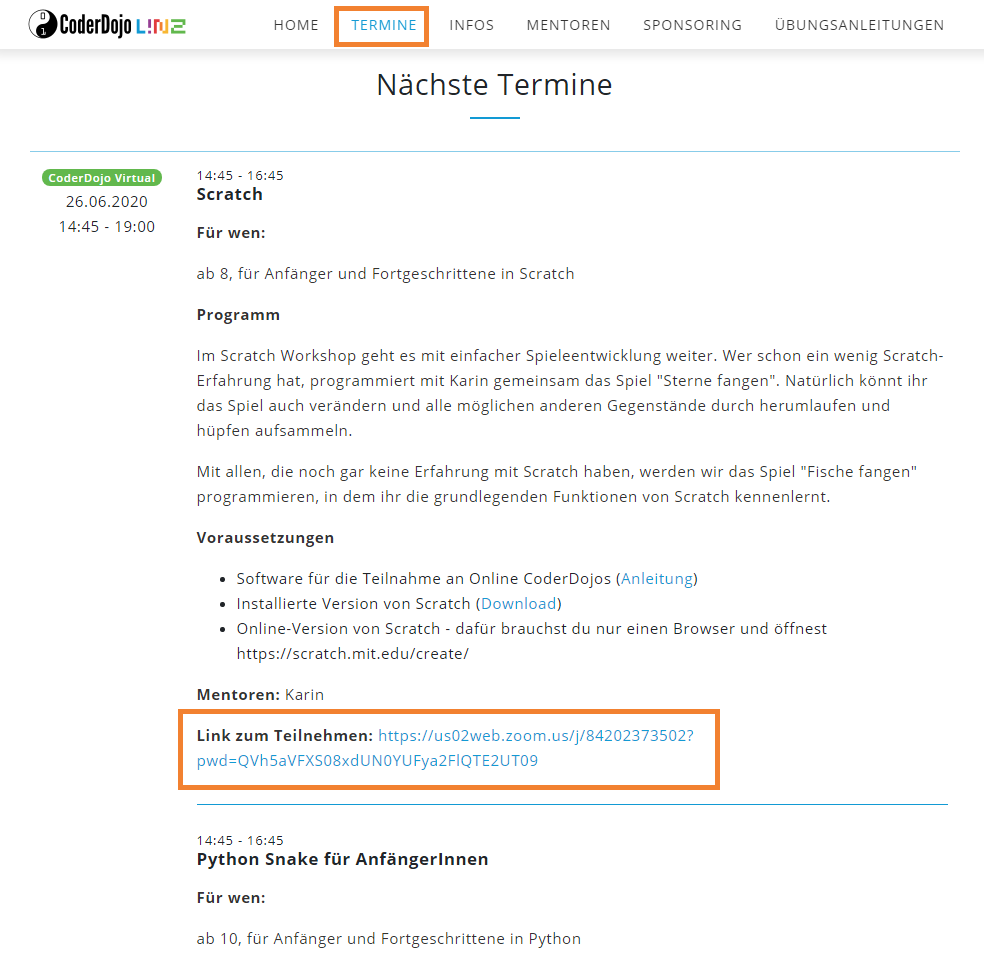 CoderDojo L!NZ HOME TERMINE INFOS MENTOREN SPONSORING ÜBUNGSANLEITUNGEN
Nächste Termine
CoderDojo Virtual
26.06.2020
14:45 - 19:00
14:45 - 16:45
Scratch
Für wen:
ab 8, für Anfänger und Fortgeschrittene in Scratch
Programm
Im Scratch Workshop geht es mit einfacher Spieleentwicklung weiter. Wer schon ein wenig Scratch-
Erfahrung hat, programmiert mit Karin gemeinsam das Spiel "Sterne fangen". Natürlich könnt ihr
das Spiel auch verändern und alle möglichen anderen Gegenstände durch herumlaufen und
hüpfen aufsammeln.
Mit allen, die noch gar keine Erfahrung mit Scratch haben, werden wir das Spiel "Fische fangen"
programmieren, in dem ihr die grundlegenden Funktionen von Scratch kennenlernt.
Voraussetzungen
• Software für die Teilnahme an Online CoderDojos (Anleitung)
• Installierte Version von Scratch (Download)
• Online-Version von Scratch - dafür brauchst du nur einen Browser und öffnest
https://scratch.mit.edu/create/
Mentoren: Karin
Link zum Teilnehmen: https://us02web.zoom.us/j/84202373502?
pwd=QVh5aVFXS08xdUN0YUFya2FlQTE2UT09
14:45 - 16:45
Python Snake für AnfängerInnen
Für wen:
ab 10, für Anfänger und Fortgeschrittene in Python